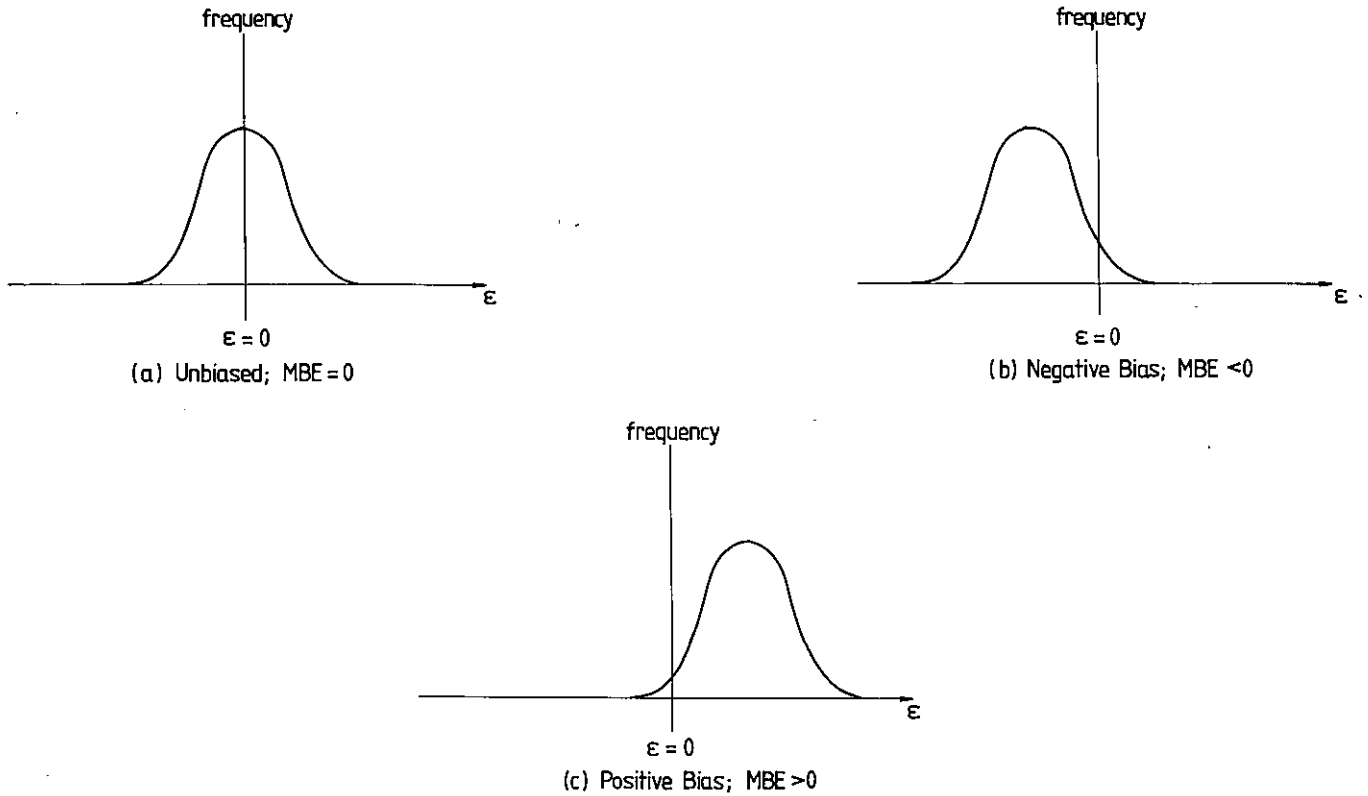 frequency
ε
ε = 0
(a) Unbiased; MBE = 0
frequency
ε
ε = 0
(b) Negative Bias; MBE < 0
frequency
ε
ε = 0
(c) Positive Bias; MBE > 0